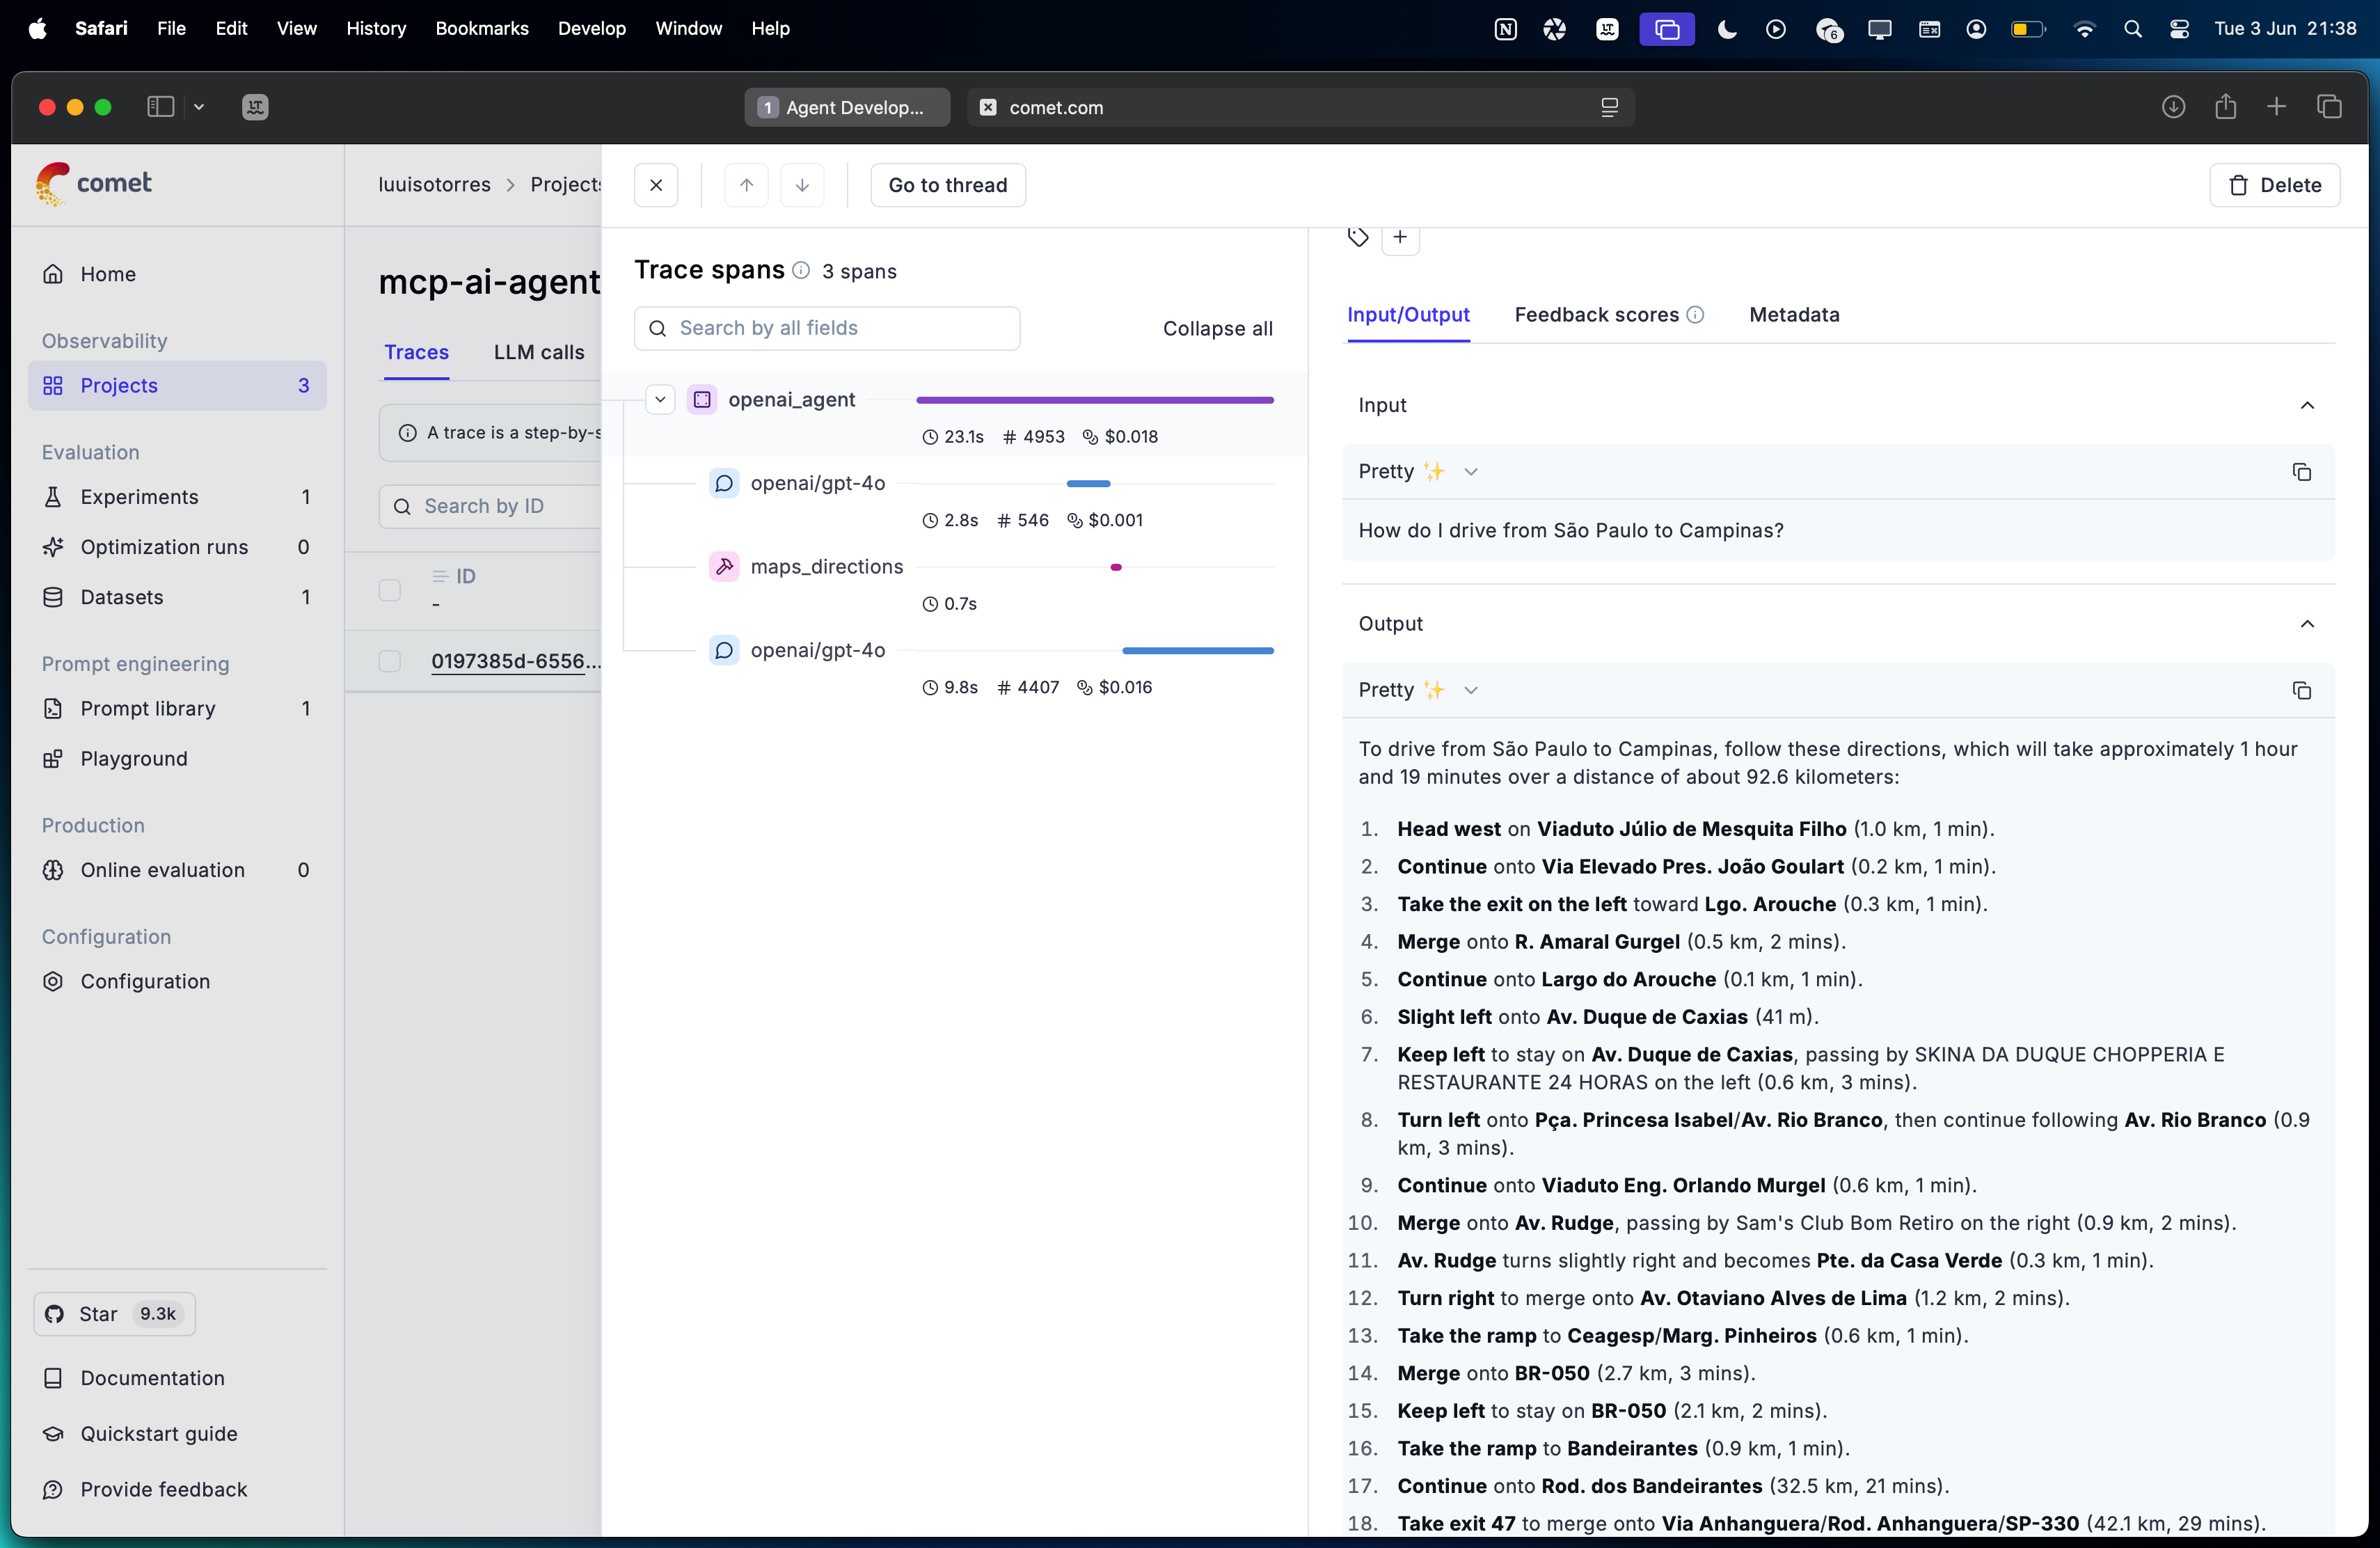 Safari File Edit View History Bookmarks Develop Window Help
6
Tue 3 Jun 21:38
LT
1 Agent Develop...
comet.com
comet
Home
Observability
Projects 3
Evaluation
Experiments 1
Optimization runs 0
Datasets 1
Prompt engineering
Prompt library 1
Playground
Production
Online evaluation 0
Configuration
Configuration
Star 9.3k
Documentation
Quickstart guide
Provide feedback
luuisotorres > Projects
mcp-ai-agent
Traces LLM calls
A trace is a step-by-s
Search by ID
ID
-
0197385d-6556...
Go to thread
Delete
Trace spans 3 spans
Search by all fields
Collapse all
openai_agent
23.1s # 4953 $0.018
openai/gpt-4o
2.8s # 546 $0.001
maps_directions
0.7s
openai/gpt-4o
9.8s # 4407 $0.016
Input/Output Feedback scores Metadata
Input
Pretty ✨
How do I drive from São Paulo to Campinas?
Output
Pretty ✨
To drive from São Paulo to Campinas, follow these directions, which will take approximately 1 hour
and 19 minutes over a distance of about 92.6 kilometers:
1. Head west on Viaduto Júlio de Mesquita Filho (1.0 km, 1 min).
2. Continue onto Via Elevado Pres. João Goulart (0.2 km, 1 min).
3. Take the exit on the left toward Lgo. Arouche (0.3 km, 1 min).
4. Merge onto R. Amaral Gurgel (0.5 km, 2 mins).
5. Continue onto Largo do Arouche (0.1 km, 1 min).
6. Slight left onto Av. Duque de Caxias (41 m).
7. Keep left to stay on Av. Duque de Caxias, passing by SKINA DA DUQUE CHOPPERIA E
RESTAURANTE 24 HORAS on the left (0.6 km, 3 mins).
8. Turn left onto Pça. Princesa Isabel/Av. Rio Branco, then continue following Av. Rio Branco (0.9
km, 3 mins).
9. Continue onto Viaduto Eng. Orlando Murgel (0.6 km, 1 min).
10. Merge onto Av. Rudge, passing by Sam's Club Bom Retiro on the right (0.9 km, 2 mins).
11. Av. Rudge turns slightly right and becomes Pte. da Casa Verde (0.3 km, 1 min).
12. Turn right to merge onto Av. Otaviano Alves de Lima (1.2 km, 2 mins).
13. Take the ramp to Ceagesp/Marg. Pinheiros (0.6 km, 1 min).
14. Merge onto BR-050 (2.7 km, 3 mins).
15. Keep left to stay on BR-050 (2.1 km, 2 mins).
16. Take the ramp to Bandeirantes (0.9 km, 1 min).
17. Continue onto Rod. dos Bandeirantes (32.5 km, 21 mins).
18. Take exit 47 to merge onto Via Anhanguera/Rod. Anhanguera/SP-330 (42.1 km, 29 mins).